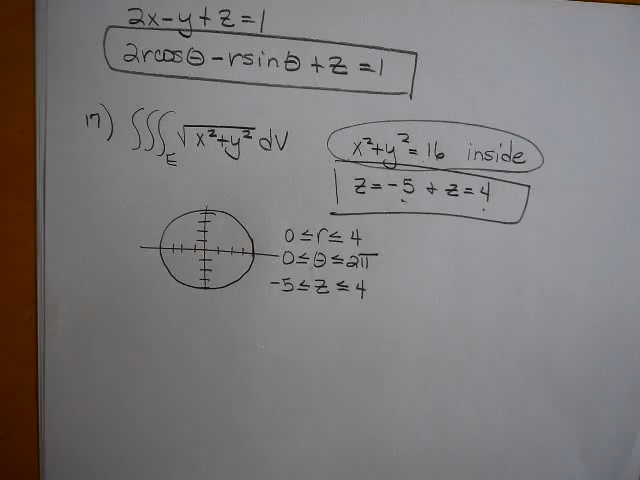 2x-y+z=1
2rcosθ-rsinθ+z=1
17) ∭_E √(x²+y²) dV
x²+y²=16 inside
z=-5 + z=4
0≤r≤4
0≤θ≤2π
-5≤z≤4